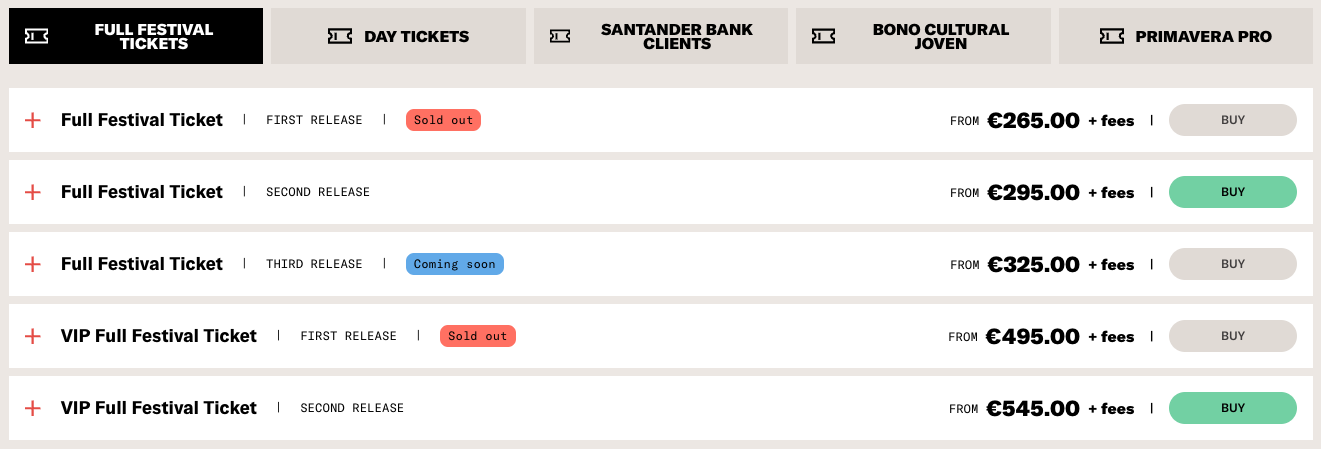 FULL FESTIVAL
TICKETS
DAY TICKETS
SANTANDER BANK
CLIENTS
BONO CULTURAL
JOVEN
PRIMAVERA PRO
+ Full Festival Ticket | FIRST RELEASE | Sold out FROM €265.00 + fees | BUY
+ Full Festival Ticket | SECOND RELEASE FROM €295.00 + fees | BUY
+ Full Festival Ticket | THIRD RELEASE | Coming soon FROM €325.00 + fees | BUY
+ VIP Full Festival Ticket | FIRST RELEASE | Sold out FROM €495.00 + fees | BUY
+ VIP Full Festival Ticket | SECOND RELEASE FROM €545.00 + fees | BUY